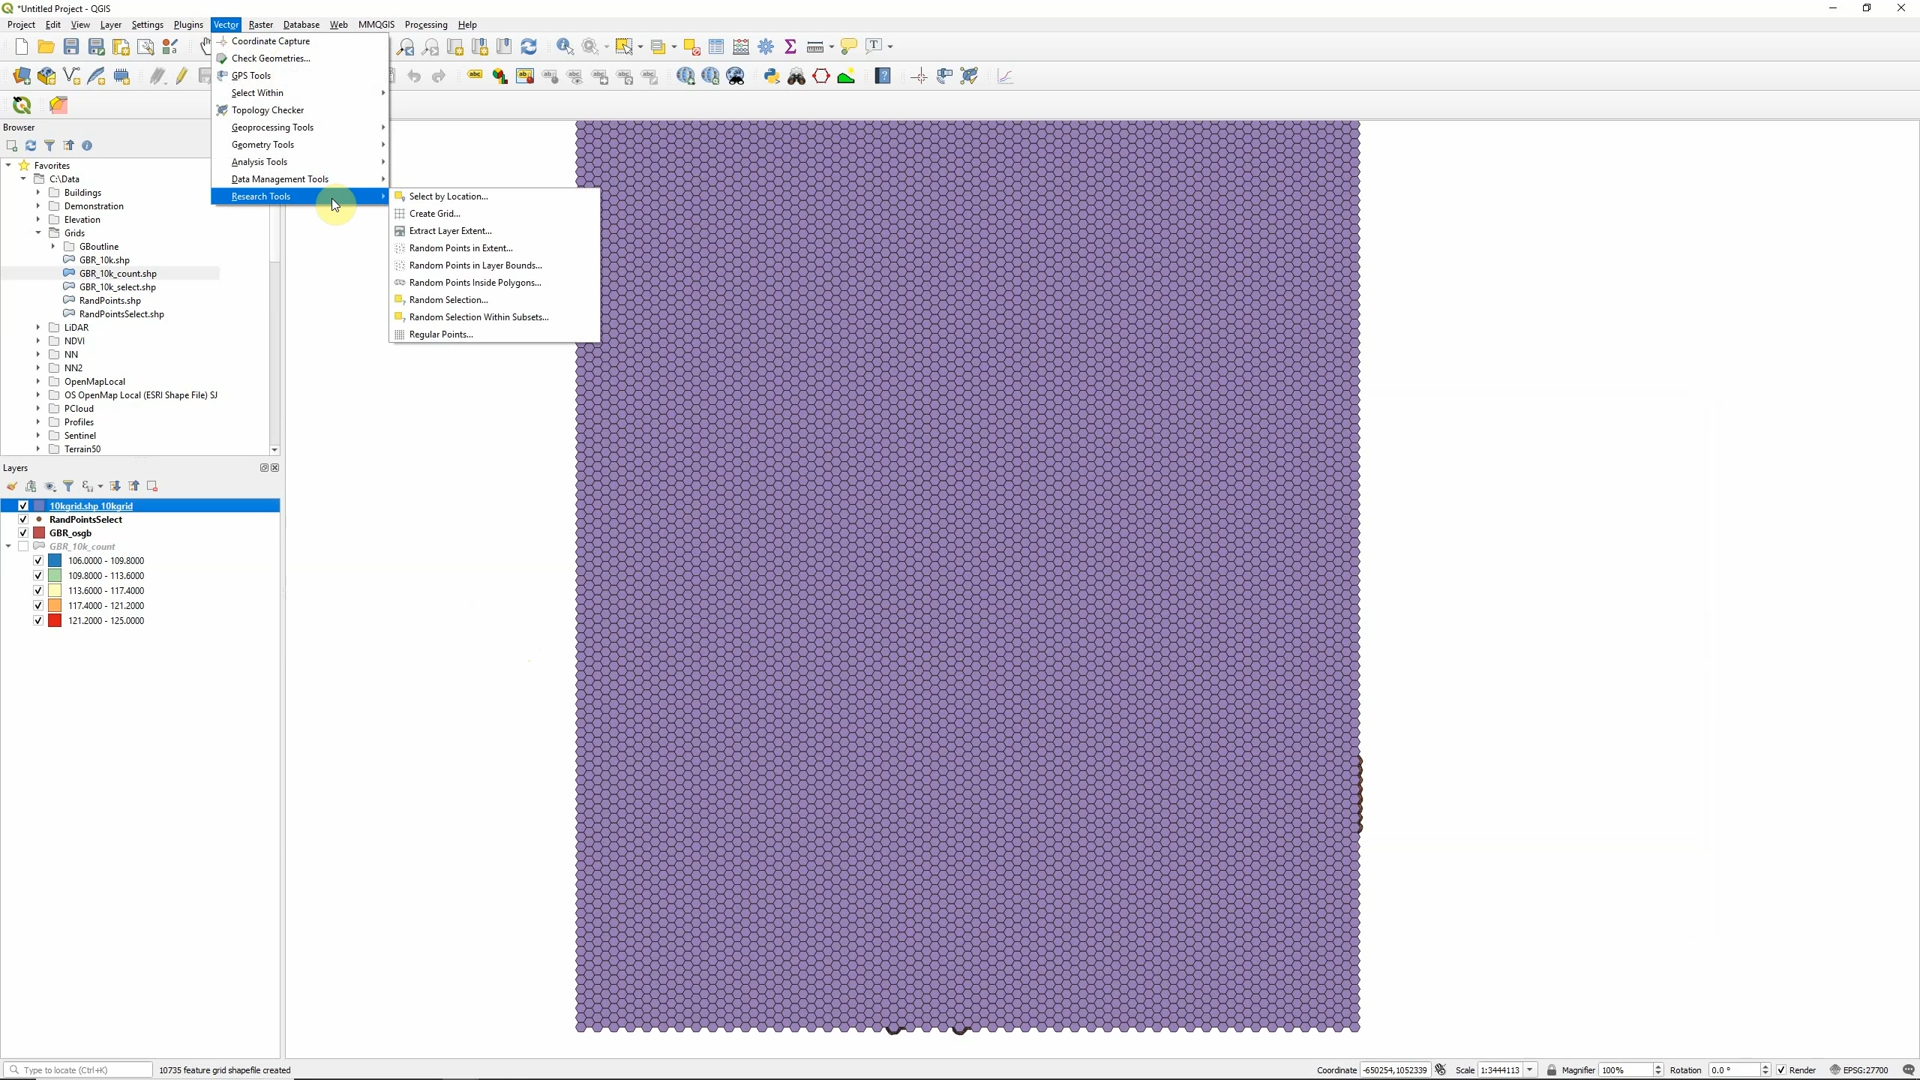 *Untitled Project - QGIS
Project Edit View Layer Settings Plugins Vector Raster Database Web MMQGIS Processing Help
Coordinate Capture
Check Geometries...
GPS Tools
Select Within
Topology Checker
Geoprocessing Tools
Geometry Tools
Analysis Tools
Data Management Tools
Research Tools
Select by Location...
Create Grid...
Extract Layer Extent...
Random Points in Extent...
Random Points in Layer Bounds...
Random Points Inside Polygons...
Random Selection...
Random Selection Within Subsets...
Regular Points...
Browser
Favorites
C:\Data
Buildings
Demonstration
Elevation
Grids
GBoutline
GBR_10k.shp
GBR_10k_count.shp
GBR_10k_select.shp
RandPoints.shp
RandPointsSelect.shp
LiDAR
NDVI
NN
NN2
OpenMapLocal
OS OpenMap Local (ESRI Shape File) SJ
PCloud
Profiles
Sentinel
Terrain50
Layers
10kgrid.shp 10kgrid
RandPointsSelect
GBR_osgb
GBR_10k_count
106.0000 - 109.8000
109.8000 - 113.6000
113.6000 - 117.4000
117.4000 - 121.2000
121.2000 - 125.0000
Type to locate (Ctrl+K) 10735 feature grid shapefile created Coordinate -650254,1052339 Scale 1:3444113 Magnifier 100% Rotation 0.0 ° Render EPSG:27700